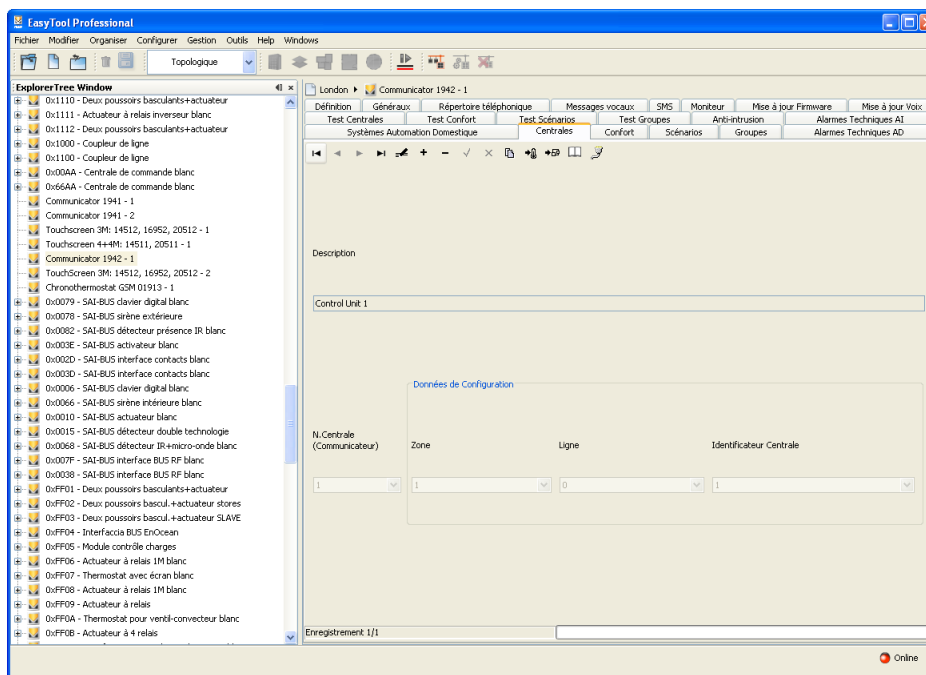 EasyTool Professional
Fichier Modifier Organiser Configurer Gestion Outils Help Windows
Topologique
ExplorerTree Window
0x1110 - Deux poussoirs basculants+actuateur
0x1111 - Actuateur à relais inverseur blanc
0x1112 - Deux poussoirs basculants+actuateur
0x1000 - Coupleur de ligne
0x1100 - Coupleur de ligne
0x00AA - Centrale de commande blanc
0x66AA - Centrale de commande blanc
Communicator 1941 - 1
Communicator 1941 - 2
Touchscreen 3M: 14512, 16952, 20512 - 1
Touchscreen 4+4M: 14511, 20511 - 1
Communicator 1942 - 1
TouchScreen 3M: 14512, 16952, 20512 - 2
Chronothermostat GSM 01913 - 1
0x0079 - SAI-BUS clavier digital blanc
0x0078 - SAI-BUS sirène extérieure
0x0082 - SAI-BUS détecteur présence IR blanc
0x003E - SAI-BUS activateur blanc
0x002D - SAI-BUS interface contacts blanc
0x003D - SAI-BUS interface contacts blanc
0x0006 - SAI-BUS clavier digital blanc
0x0066 - SAI-BUS sirène intérieure blanc
0x0010 - SAI-BUS actuateur blanc
0x0015 - SAI-BUS détecteur double technologie
0x0068 - SAI-BUS détecteur IR+micro-onde blanc
0x007F - SAI-BUS interface BUS RF blanc
0x0038 - SAI-BUS interface BUS RF blanc
0xFF01 - Deux poussoirs basculants+actuateur
0xFF02 - Deux poussoirs bascul.+actuateur stores
0xFF03 - Deux poussoirs bascul.+actuateur SLAVE
0xFF04 - Interfaccia BUS EnOcean
0xFF05 - Module contrôle charges
0xFF06 - Actuateur à relais 1M blanc
0xFF07 - Thermostat avec écran blanc
0xFF08 - Actuateur à relais 1M blanc
0xFF09 - Actuateur à relais
0xFF0A - Thermostat pour ventil-convecteur blanc
0xFF0B - Actuateur à 4 relais
London Communicator 1942 - 1
Définition Généraux Répertoire téléphonique Messages vocaux SMS Moniteur Mise à jour Firmware Mise à jour Voix
Test Centrales Test Confort Test Scénarios Test Groupes Anti-intrusion Alarmes Techniques AI
Systèmes Automation Domestique Centrales Confort Scénarios Groupes Alarmes Techniques AD
Description
Control Unit 1
Données de Configuration
N.Centrale
(Communicateur) Zone Ligne Identificateur Centrale
1 1 0 1
Enregistrement 1/1
Online